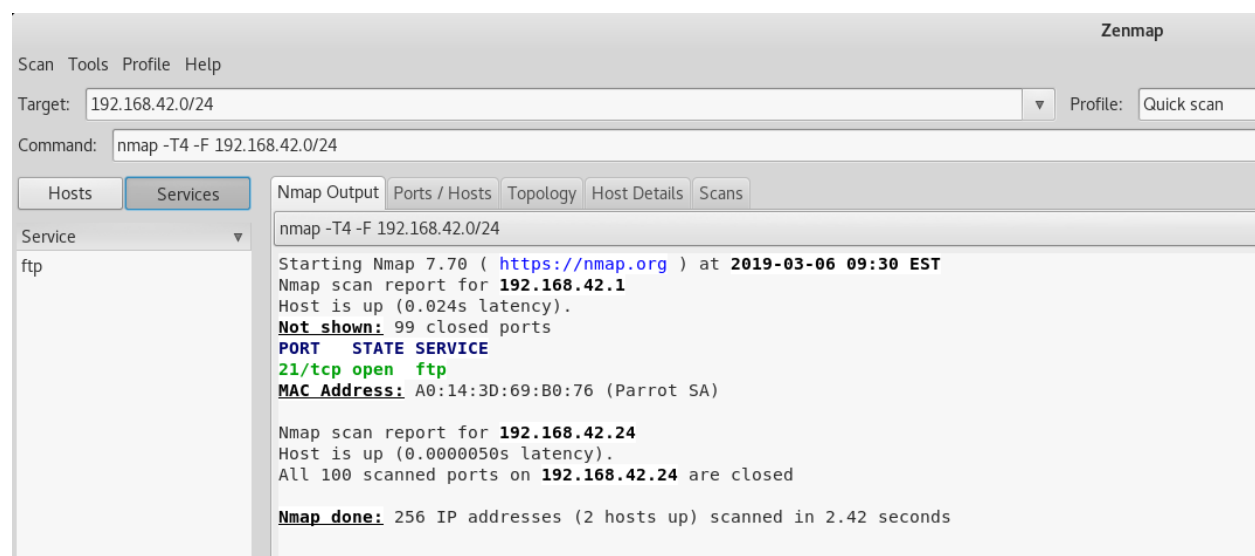 Zenmap
Scan Tools Profile Help
Target: 192.168.42.0/24 Profile: Quick scan
Command: nmap -T4 -F 192.168.42.0/24
Hosts Services
Nmap Output Ports / Hosts Topology Host Details Scans
Service
nmap -T4 -F 192.168.42.0/24
ftp
Starting Nmap 7.70 ( https://nmap.org ) at 2019-03-06 09:30 EST
Nmap scan report for 192.168.42.1
Host is up (0.024s latency).
Not shown: 99 closed ports
PORT STATE SERVICE
21/tcp open ftp
MAC Address: A0:14:3D:69:B0:76 (Parrot SA)
Nmap scan report for 192.168.42.24
Host is up (0.0000050s latency).
All 100 scanned ports on 192.168.42.24 are closed
Nmap done: 256 IP addresses (2 hosts up) scanned in 2.42 seconds